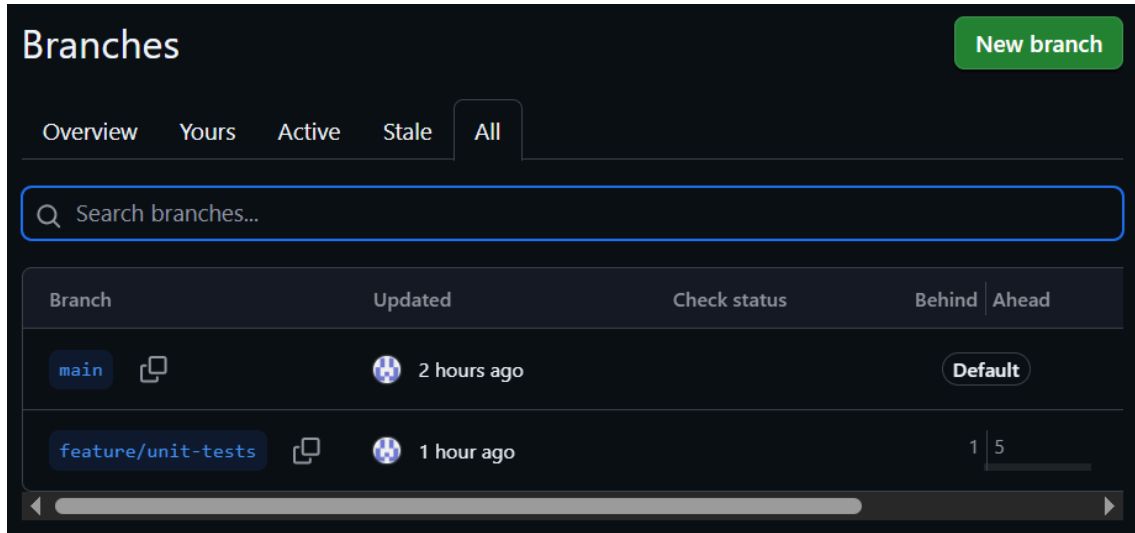 Branches
New branch
Overview Yours Active Stale All
Search branches...
Branch Updated Check status Behind Ahead
main 2 hours ago Default
feature/unit-tests 1 hour ago 1 5